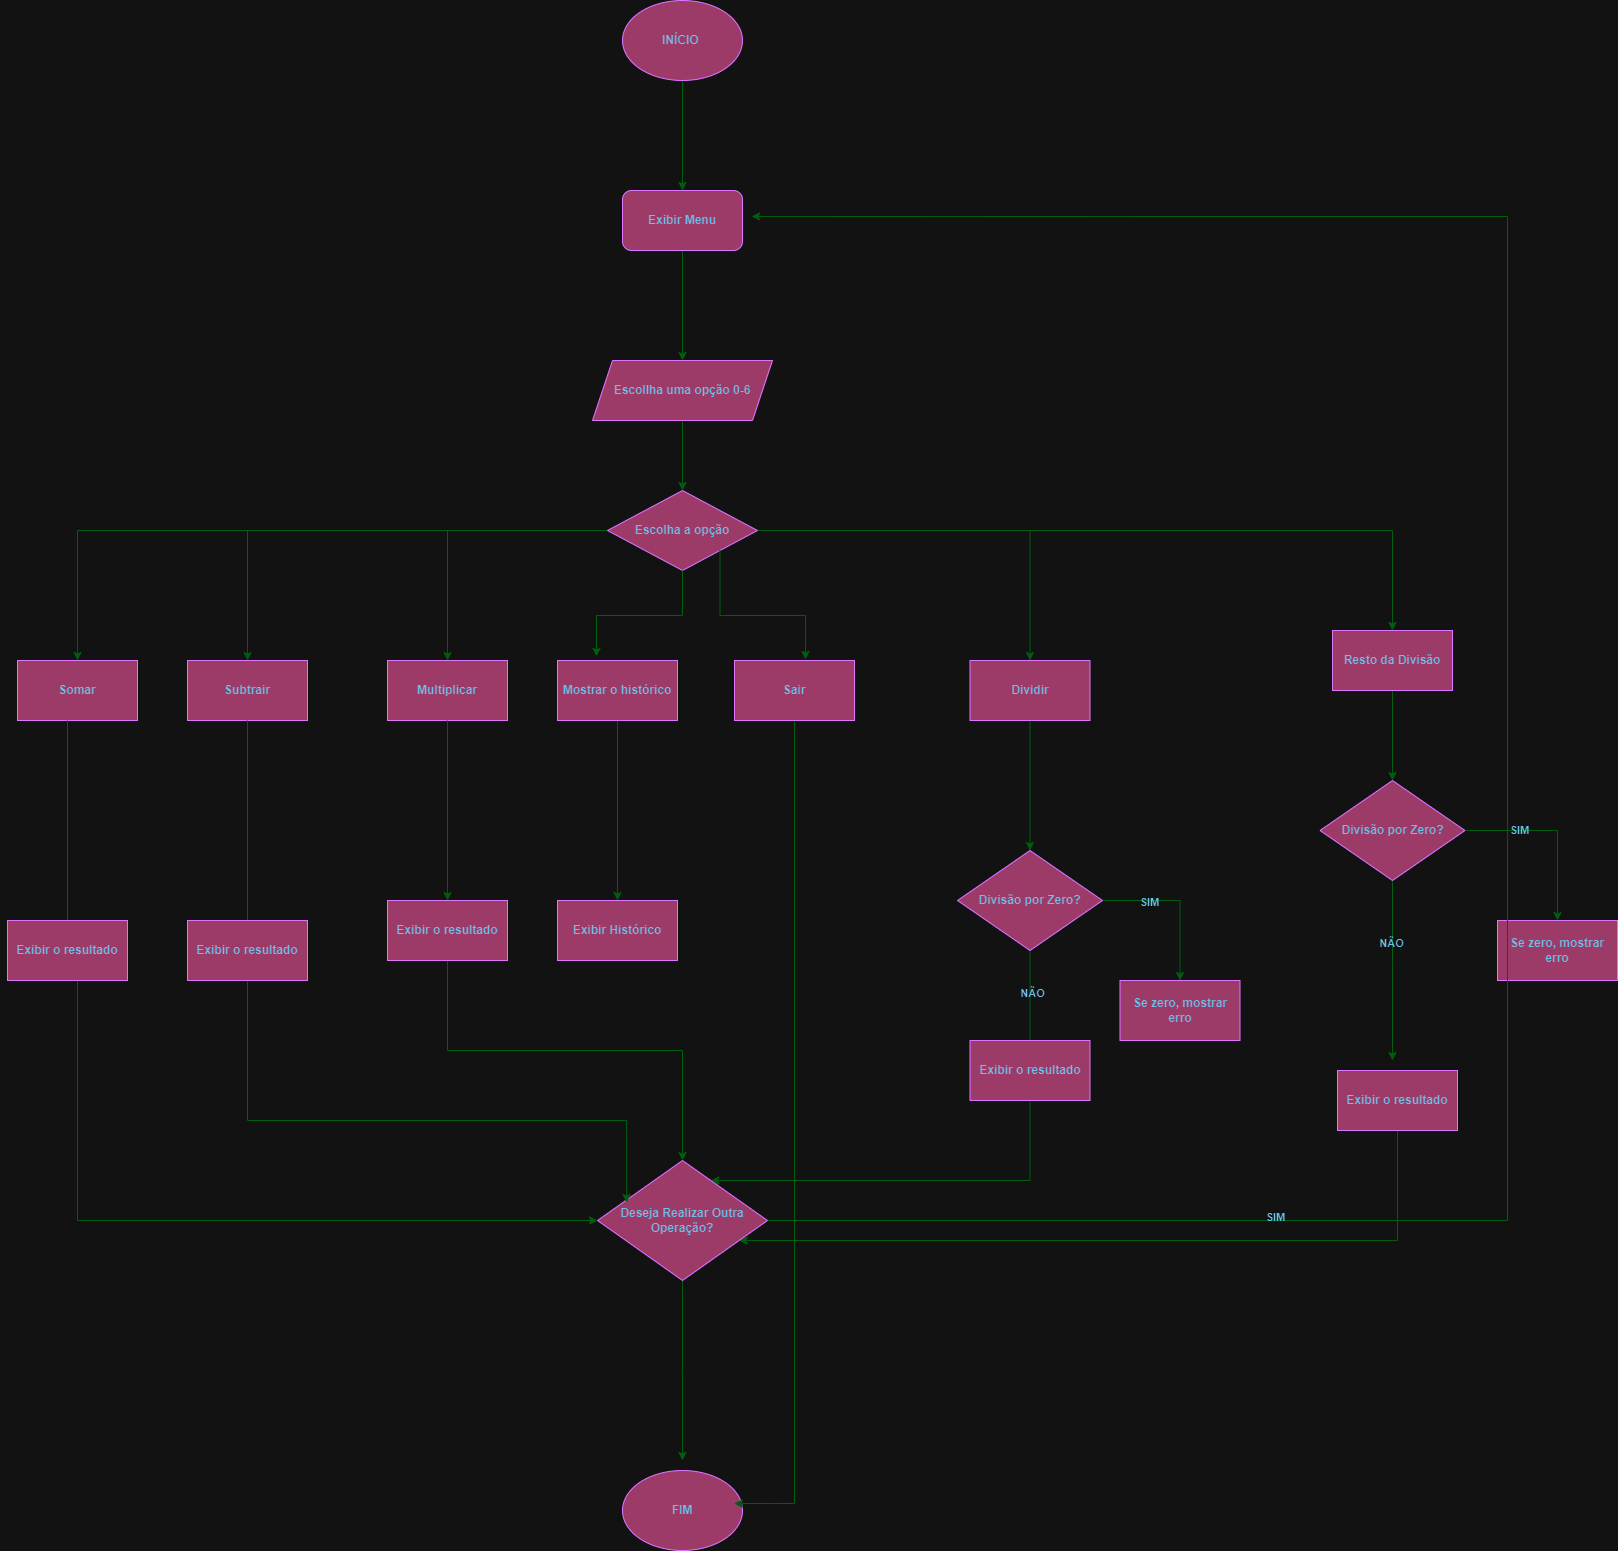 INÍCIO
Exibir Menu
Escollha uma opção 0-6
Escolha a opção
Somar
Subtrair
Multiplicar
Mostrar o histórico
Sair
Dividir
Resto da Divisão
Divisão por Zero?
SIM
Divisão por Zero?
SIM
NÃO
Se zero, mostrar
erro
Exibir o resultado
Exibir o resultado
Exibir o resultado
Exibir Histórico
NÃO
Se zero, mostrar
erro
Exibir o resultado
Exibir o resultado
Deseja Realizar Outra
Operação?
SIM
FIM